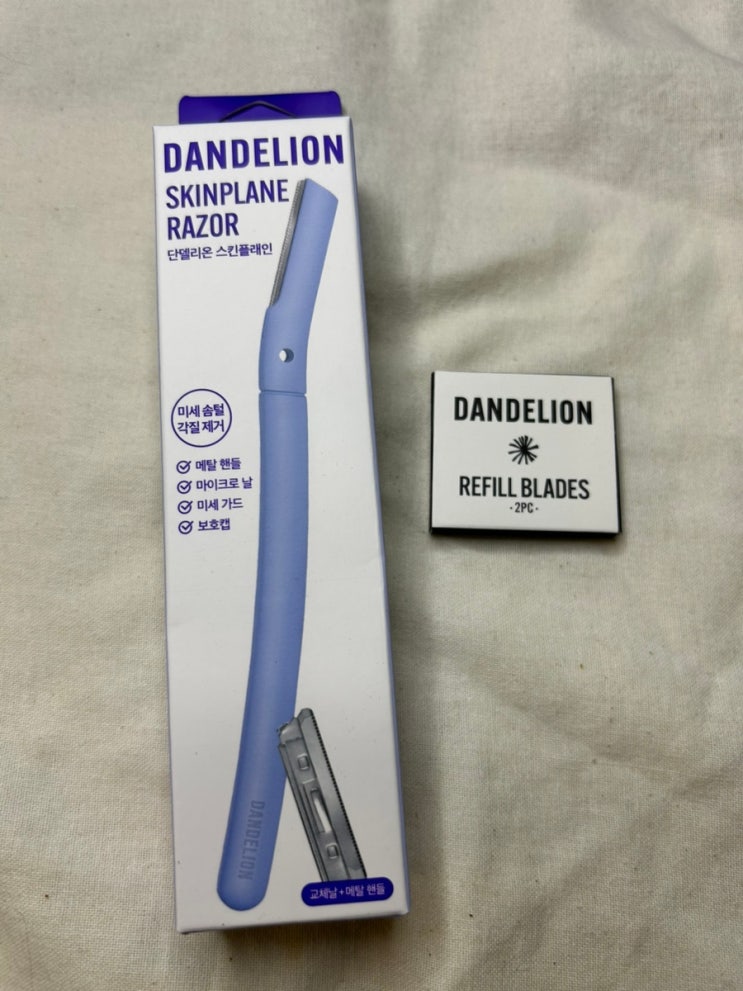 DANDELION
SKINPLANE
RAZOR
단델리온 스킨플래인
미세 솜털
각질 제거
메탈 핸들
마이크로 날
미세 가드
보호캡
DANDELION
교체날 + 메탈 핸들
DANDELION
REFILL BLADES
· 2PC ·